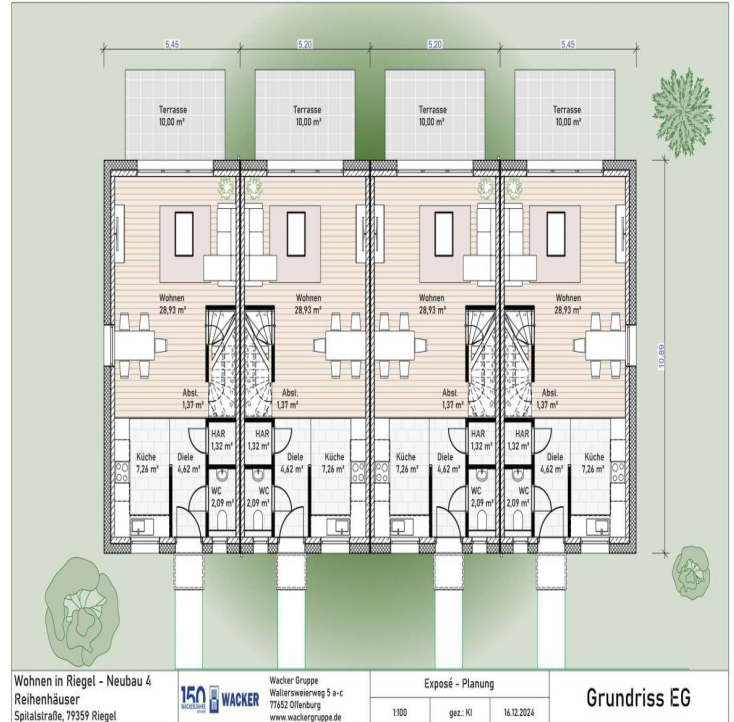 5,45 5,20 5,20 5,45
Terrasse
10,00 m²
Terrasse
10,00 m²
Terrasse
10,00 m²
Terrasse
10,00 m²
10,89
Wohnen
28,93 m²
Wohnen
28,93 m²
Wohnen
28,93 m²
Wohnen
28,93 m²
Abst.
1,37 m²
Abst.
1,37 m²
Abst.
1,37 m²
Abst.
1,37 m²
Küche
7,26 m²
Diele
4,62 m²
HAR
1,32 m²
WC
2,09 m²
HAR
1,32 m²
WC
2,09 m²
Diele
4,62 m²
Küche
7,26 m²
Küche
7,26 m²
Diele
4,62 m²
HAR
1,32 m²
WC
2,09 m²
HAR
1,32 m²
WC
2,09 m²
Diele
4,62 m²
Küche
7,26 m²
Wohnen in Riegel - Neubau 4
Reihenhäuser
Spitalstraße, 79359 Riegel
150
WACKERJAHRE
WACKER
Wacker Gruppe
Waltersweierweg 5 a-c
77652 Offenburg
www.wackergruppe.de
Exposé - Planung
1:100 gez.: KI 16.12.2024
Grundriss EG